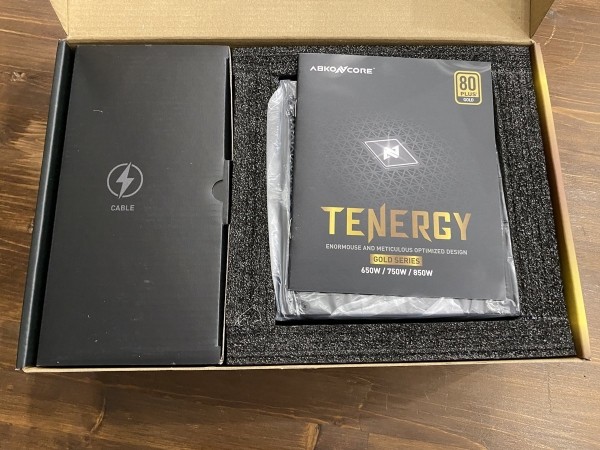 CABLE
ABKONCORE
80
PLUS
GOLD
TENERGY
ENORMOUSE AND METICULOUS OPTIMIZED DESIGN
GOLD SERIES
650W / 750W / 850W